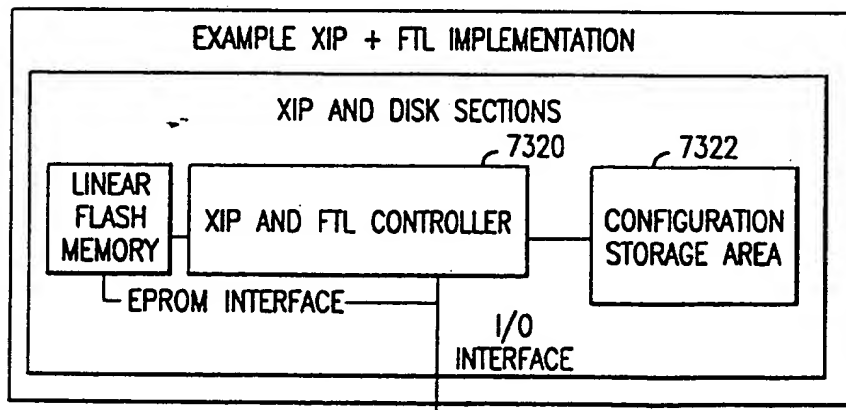 EXAMPLE XIP + FTL IMPLEMENTATION
XIP AND DISK SECTIONS
7320
7322
LINEAR
FLASH
MEMORY
XIP AND FTL CONTROLLER
CONFIGURATION
STORAGE AREA
EPROM INTERFACE
I/O
INTERFACE